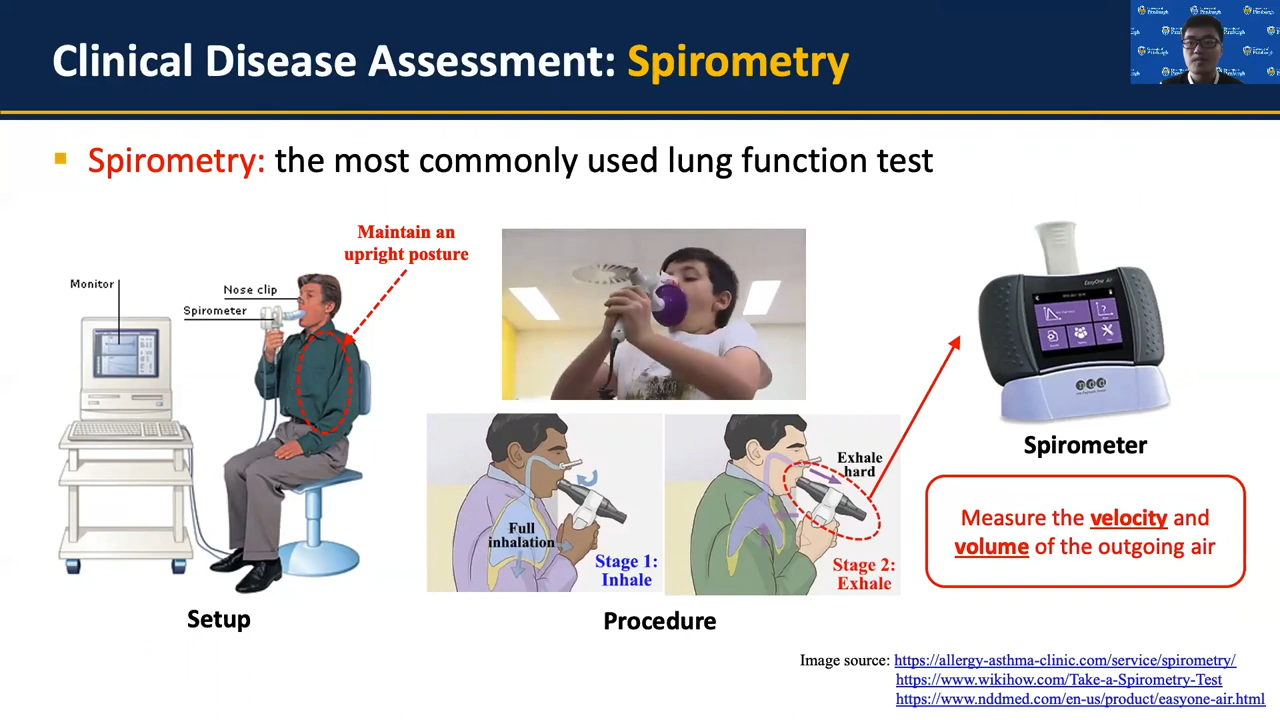 Clinical Disease Assessment: Spirometry
▪ Spirometry: the most commonly used lung function test
Maintain an
upright posture
Monitor
Nose clip
Spirometer
Setup
Full
inhalation
Stage 1:
Inhale
Exhale
hard
Stage 2:
Exhale
Procedure
EasyOne Air
ndd
Spirometer
Measure the velocity and
volume of the outgoing air
Image source: https://allergy-asthma-clinic.com/service/spirometry/
https://www.wikihow.com/Take-a-Spirometry-Test
https://www.nddmed.com/en-us/product/easyone-air.html